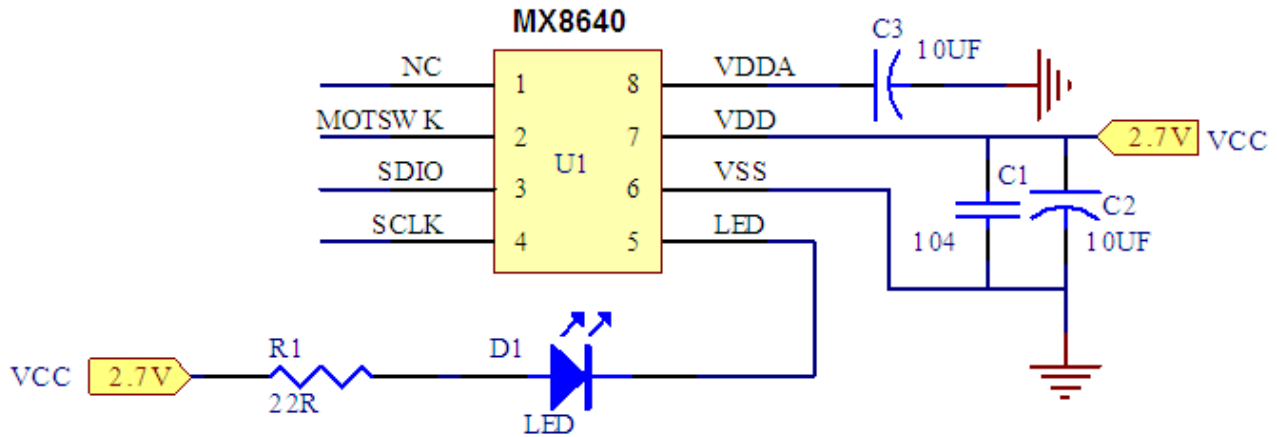 MX8640
C3
10UF
NC
1
8
VDDA
MOTSWK
2
7
VDD
2.7V
VCC
U1
SDIO
3
6
VSS
C1
C2
SCLK
4
5
LED
104
10UF
R1
D1
VCC
2.7V
22R
LED